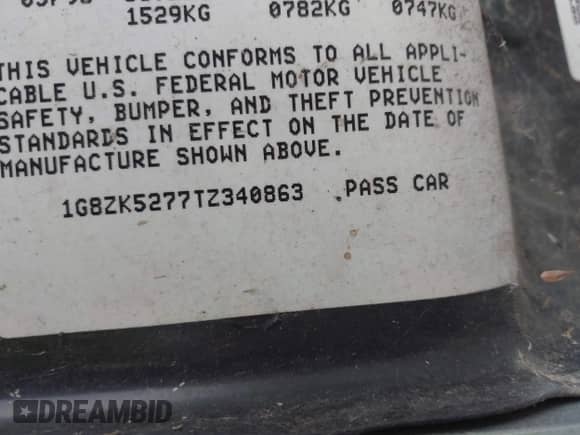 1529KG 0782KG 0747KG
THIS VEHICLE CONFORMS TO ALL APPLI-
CABLE U.S. FEDERAL MOTOR VEHICLE
SAFETY, BUMPER, AND THEFT PREVENTION
STANDARDS IN EFFECT ON THE DATE OF
MANUFACTURE SHOWN ABOVE.
1G8ZK5277TZ340863 PASS CAR
DREAMBID